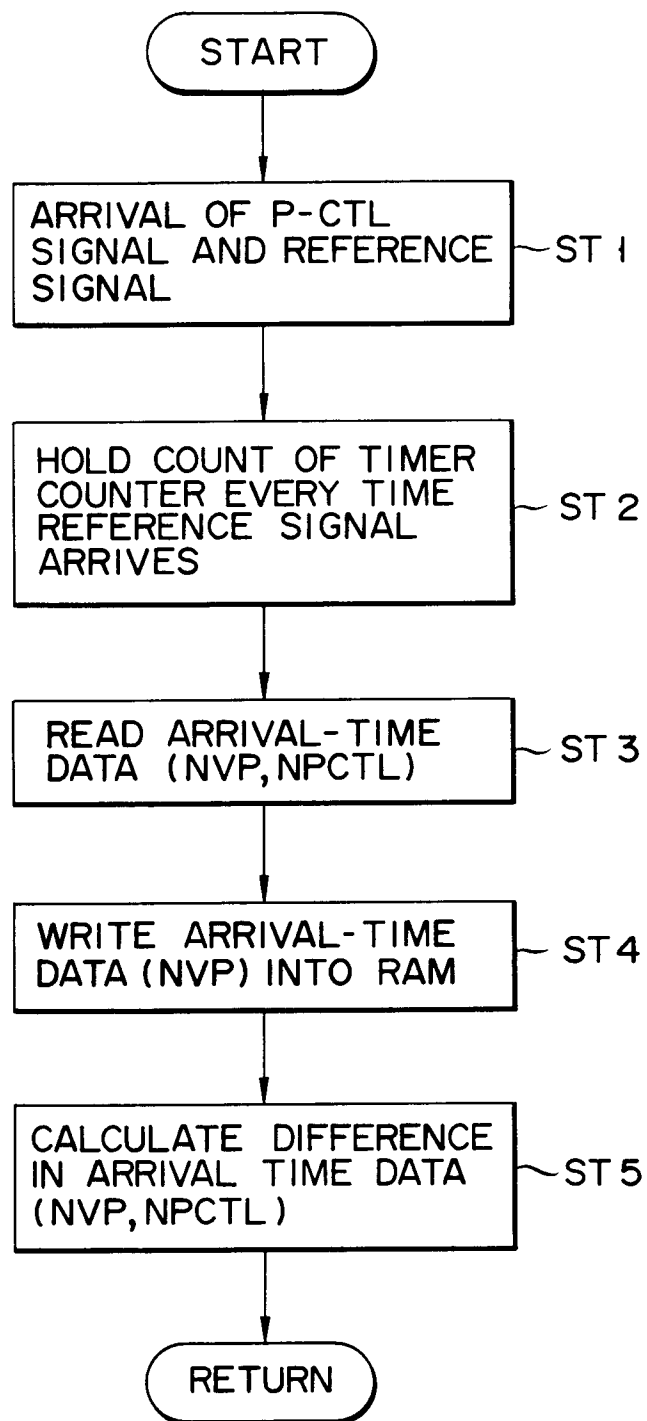 START
ARRIVAL OF P-CTL
SIGNAL AND REFERENCE
SIGNAL
ST 1
HOLD COUNT OF TIMER
COUNTER EVERY TIME
REFERENCE SIGNAL
ARRIVES
ST 2
READ ARRIVAL-TIME
DATA (NVP, NPCTL)
ST 3
WRITE ARRIVAL-TIME
DATA (NVP) INTO RAM
ST 4
CALCULATE DIFFERENCE
IN ARRIVAL TIME DATA
(NVP, NPCTL)
ST 5
RETURN